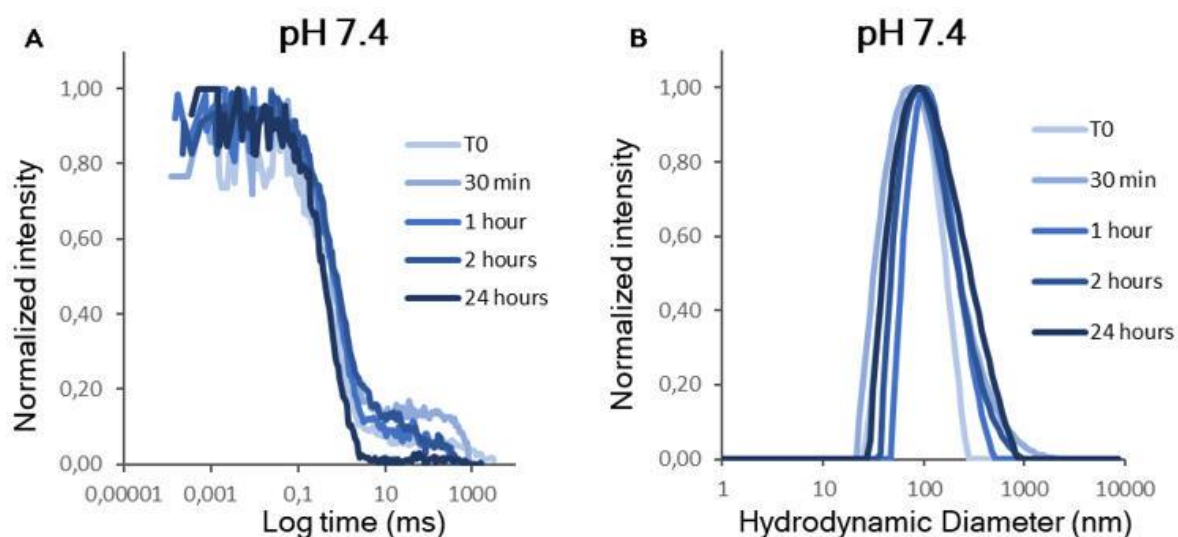 A
pH 7.4
Normalized intensity
1,00
0,80
0,60
0,40
0,20
0,00
0,00001
0,001
0,1
10
1000
Log time (ms)
T0
30 min
1 hour
2 hours
24 hours
B
pH 7.4
Normalized intensity
1,00
0,80
0,60
0,40
0,20
0,00
1
10
100
1000
10000
Hydrodynamic Diameter (nm)
T0
30 min
1 hour
2 hours
24 hours